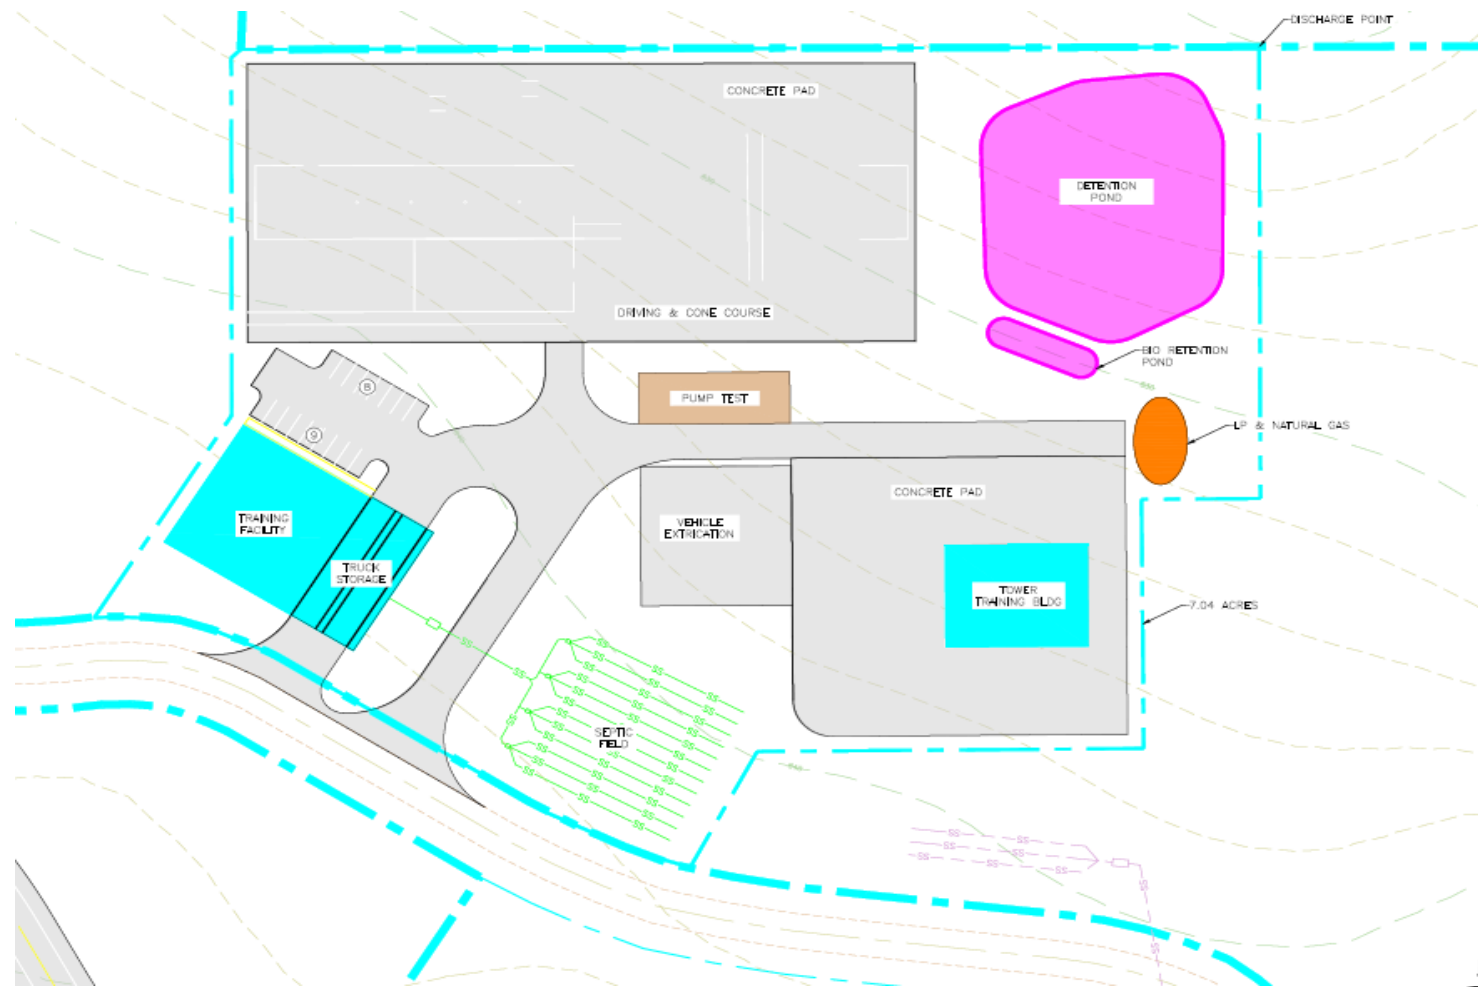 DISCHARGE POINT
CONCRETE PAD
DETENTION
POND
DRIVING & CONE COURSE
BIO RETENTION
POND
8
PUMP TEST
9
LP & NATURAL GAS
CONCRETE PAD
TRAINING
FACILITY
VEHICLE
EXTRICATION
TRUCK
STORAGE
TOWER
TRAINING BLDG
7.04 ACRES
SEPTIC
FIELD